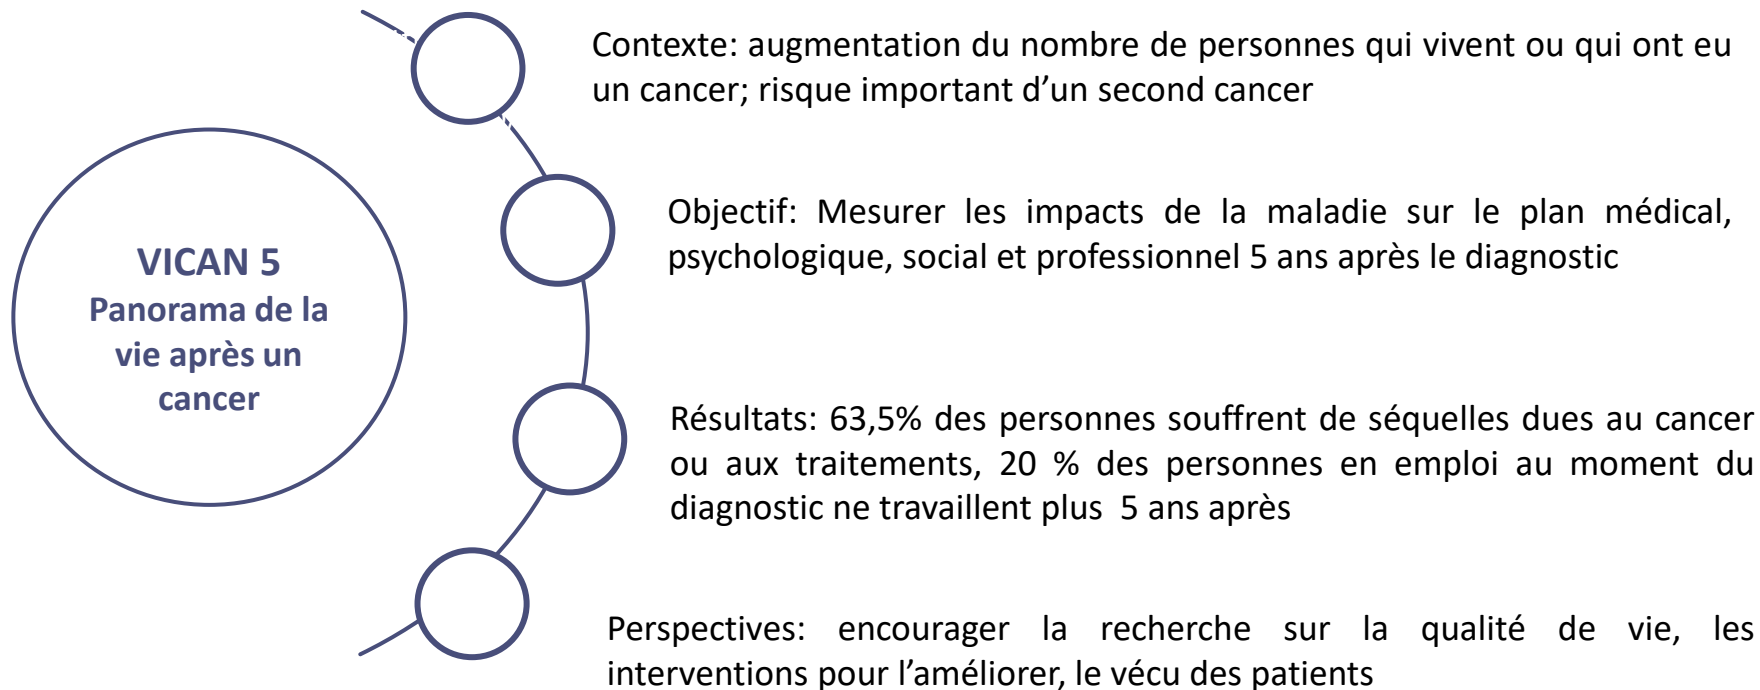 Contexte: augmentation du nombre de personnes qui vivent ou qui ont eu
un cancer; risque important d’un second cancer
Objectif: Mesurer les impacts de la maladie sur le plan médical,
psychologique, social et professionnel 5 ans après le diagnostic
VICAN 5
Panorama de la
vie après un
cancer
Résultats: 63,5% des personnes souffrent de séquelles dues au cancer
ou aux traitements, 20 % des personnes en emploi au moment du
diagnostic ne travaillent plus 5 ans après
Perspectives: encourager la recherche sur la qualité de vie, les
interventions pour l’améliorer, le vécu des patients